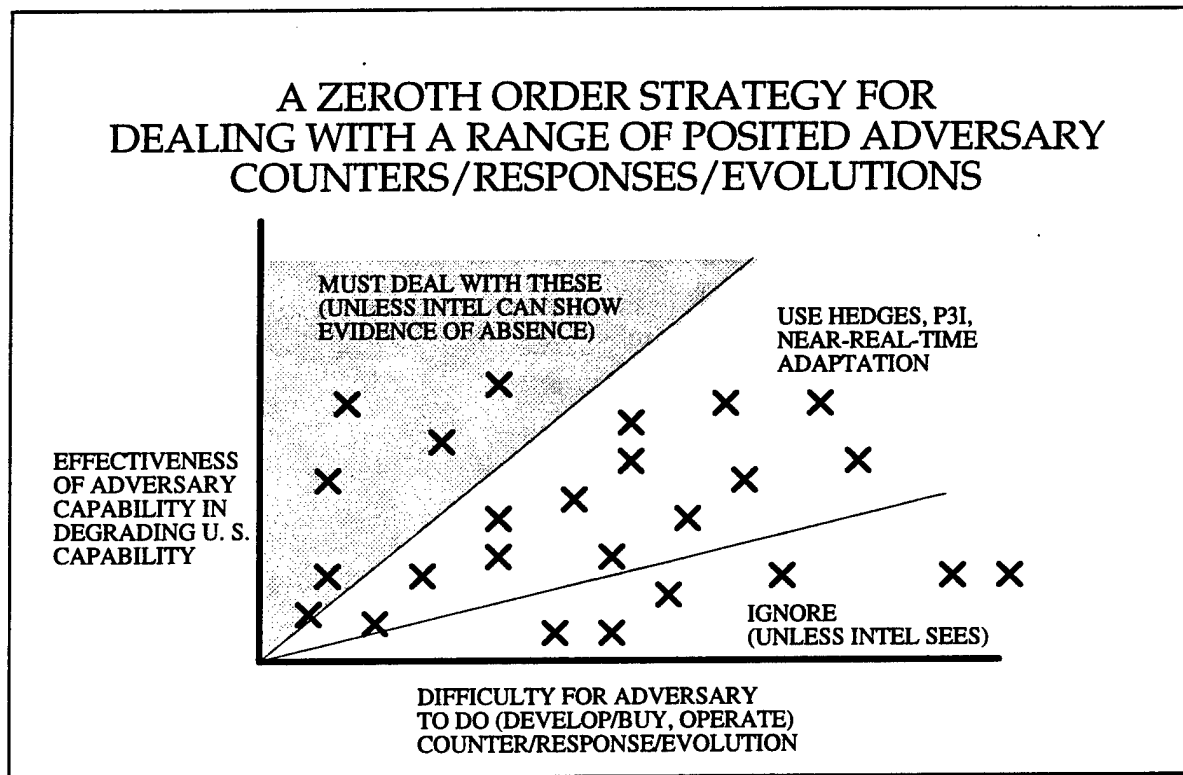 A ZEROTH ORDER STRATEGY FOR
DEALING WITH A RANGE OF POSITED ADVERSARY
COUNTERS/RESPONSES/EVOLUTIONS
MUST DEAL WITH THESE
(UNLESS INTEL CAN SHOW
EVIDENCE OF ABSENCE)
USE HEDGES, P3I,
NEAR-REAL-TIME
ADAPTATION
EFFECTIVENESS
OF ADVERSARY
CAPABILITY IN
DEGRADING U. S.
CAPABILITY
IGNORE
(UNLESS INTEL SEES)
DIFFICULTY FOR ADVERSARY
TO DO (DEVELOP/BUY, OPERATE)
COUNTER/RESPONSE/EVOLUTION